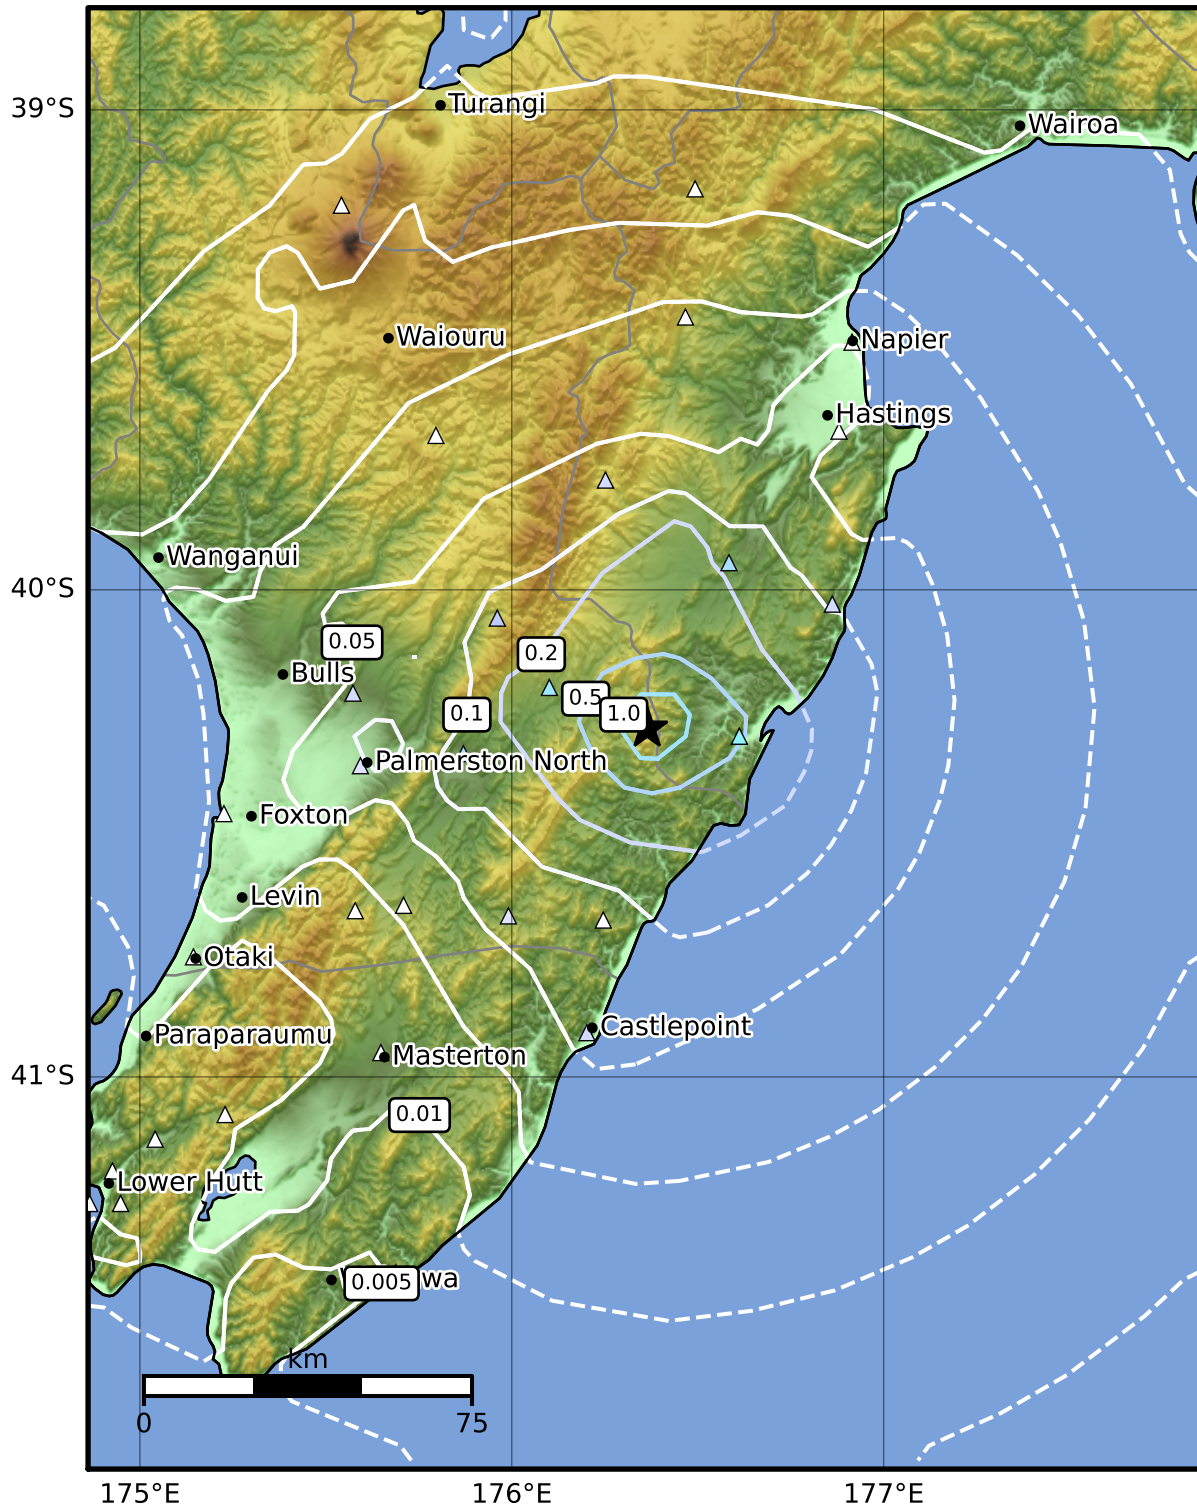 39°S
Turangi
Wairoa
Waiouru
Napier
Hastings
Wanganui
40°S
0.05
0.2
Bulls
0.5
0.1
1.0
Palmerston North
Foxton
Levin
Otaki
Castlepoint
Paraparaumu
Masterton
41°S
0.01
Lower Hutt
0.005
km
0
75
175°E
176°E
177°E